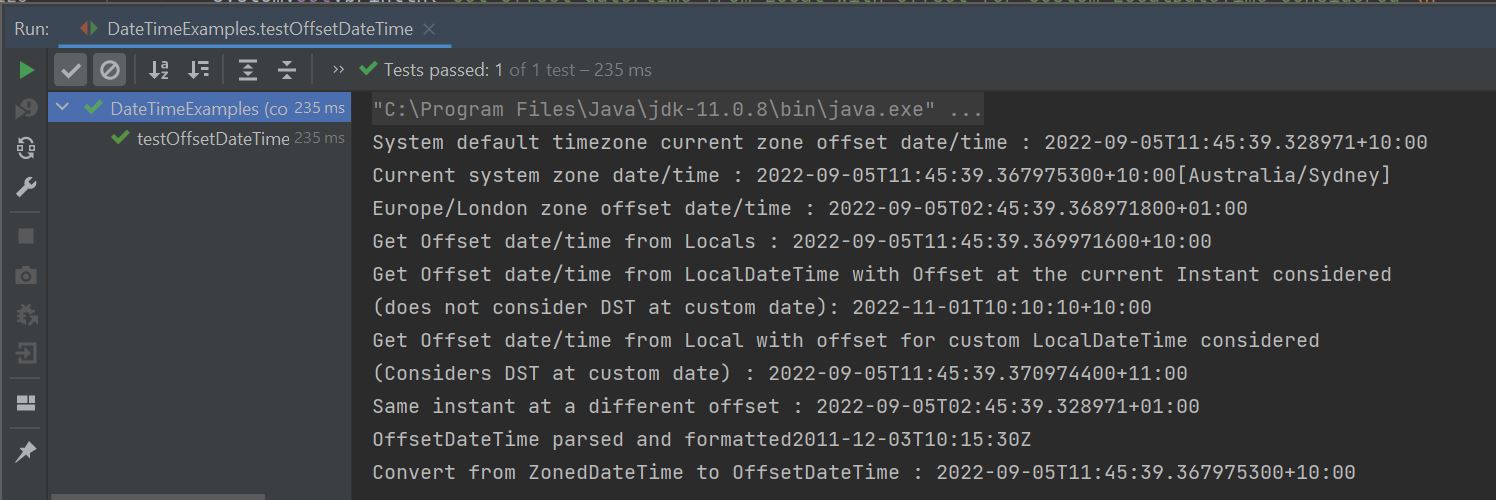 Run: DateTimeExamples.testOffsetDateTime
Tests passed: 1 of 1 test – 235 ms
DateTimeExamples (co 235 ms
testOffsetDateTime 235 ms
"C:\Program Files\Java\jdk-11.0.8\bin\java.exe" ...
System default timezone current zone offset date/time : 2022-09-05T11:45:39.328971+10:00
Current system zone date/time : 2022-09-05T11:45:39.367975300+10:00[Australia/Sydney]
Europe/London zone offset date/time : 2022-09-05T02:45:39.368971800+01:00
Get Offset date/time from Locals : 2022-09-05T11:45:39.369971600+10:00
Get Offset date/time from LocalDateTime with Offset at the current Instant considered
(does not consider DST at custom date): 2022-11-01T10:10:10+10:00
Get Offset date/time from Local with offset for custom LocalDateTime considered
(Considers DST at custom date) : 2022-09-05T11:45:39.370974400+11:00
Same instant at a different offset : 2022-09-05T02:45:39.328971+01:00
OffsetDateTime parsed and formatted2011-12-03T10:15:30Z
Convert from ZonedDateTime to OffsetDateTime : 2022-09-05T11:45:39.367975300+10:00